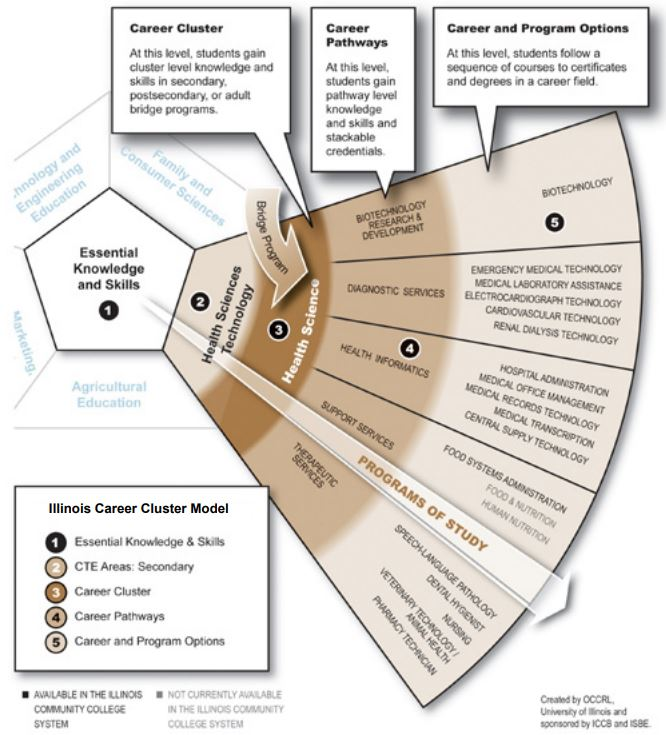 Career Cluster
At this level, students gain
cluster level knowledge and
skills in secondary,
postsecondary, or adult
bridge programs.
Career
Pathways
At this level,
students gain
pathway level
knowledge
and skills and
stackable
credentials.
Career and Program Options
At this level, students follow a
sequence of courses to certificates
and degrees in a career field.
hnology and
Engineering
Education
Family and
Consumer Sciences
Marketing,
Agricultural
Education
Essential
Knowledge
and Skills
1
2
Health Sciences
Technology
Bridge Program
3
Health Science
BIOTECHNOLOGY
RESEARCH &
DEVELOPMENT
DIAGNOSTIC SERVICES
HEALTH INFORMATICS
4
SUPPORT SERVICES
THERAPEUTIC
SERVICES
BIOTECHNOLOGY
5
EMERGENCY MEDICAL TECHNOLOGY
MEDICAL LABORATORY ASSISTANCE
ELECTROCARDIOGRAPH TECHNOLOGY
CARDIOVASCULAR TECHNOLOGY
RENAL DIALYSIS TECHNOLOGY
HOSPITAL ADMINISTRATION
MEDICAL OFFICE MANAGEMENT
MEDICAL RECORDS TECHNOLOGY
MEDICAL TRANSCRIPTION
CENTRAL SUPPLY TECHNOLOGY
FOOD SYSTEMS ADMINISTRATION
FOOD & NUTRITION
HUMAN NUTRITION
PROGRAMS OF STUDY
SPEECH-LANGUAGE PATHOLOGY
DENTAL HYGIENIST
NURSING
VETERINARY TECHNOLOGY /
ANIMAL HEALTH
PHARMACY TECHNICIAN
Illinois Career Cluster Model
1 Essential Knowledge & Skills
2 CTE Areas: Secondary
3 Career Cluster
4 Career Pathways
5 Career and Program Options
AVAILABLE IN THE ILLINOIS
COMMUNITY COLLEGE
SYSTEM
NOT CURRENTLY AVAILABLE
IN THE ILLINOIS COMMUNITY
COLLEGE SYSTEM
Created by OCCRL,
University of Illinois and
sponsored by ICCB and ISBE.